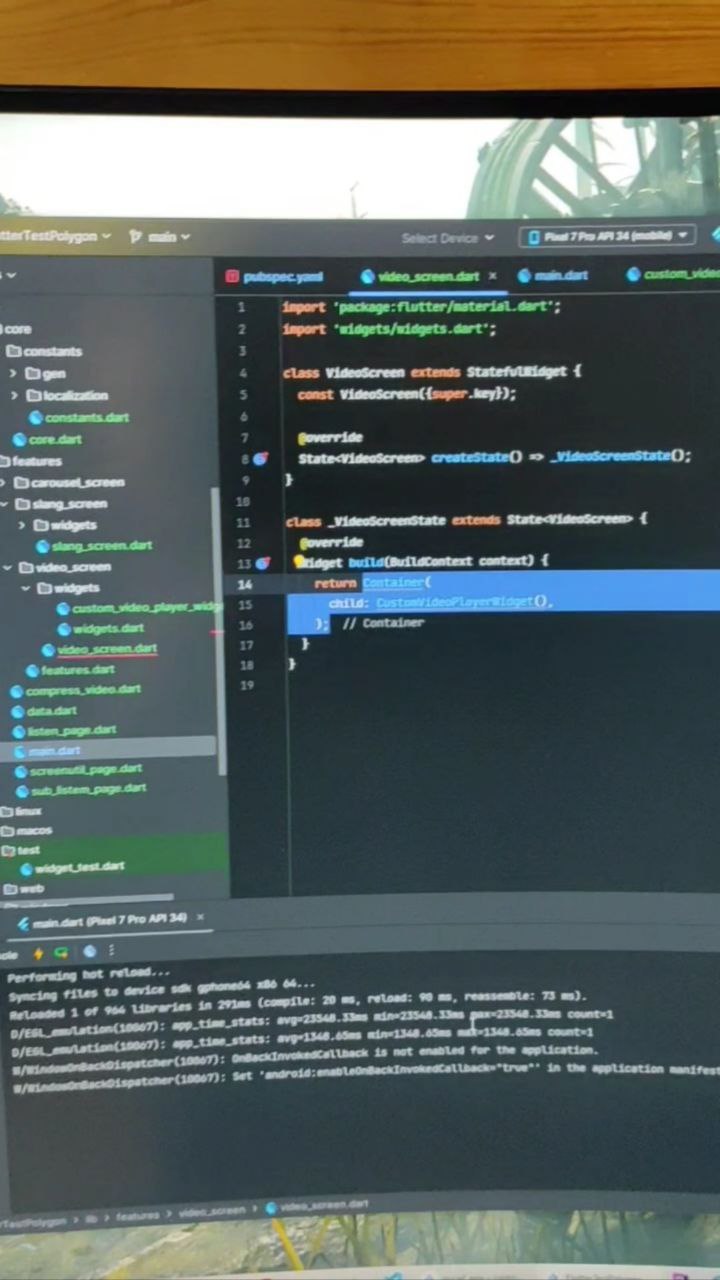 tterTestPolygon main Select Device Pixel 7 Pro API 34 (mobile)
pubspec.yaml video_screen.dart main.dart custom_video
core
constants
gen
localization
constants.dart
core.dart
features
carousel_screen
slang_screen
widgets
slang_screen.dart
video_screen
widgets
custom_video_player_widg
widgets.dart
video_screen.dart
features.dart
compress_video.dart
data.dart
listen_page.dart
main.dart
screenutil_page.dart
sub_listem_page.dart
linux
macos
test
widget_test.dart
web
1 import 'package:flutter/material.dart';
2 import 'widgets/widgets.dart';
3
4 class VideoScreen extends StatefulWidget {
5 const VideoScreen({super.key});
6
7 @override
8 State<VideoScreen> createState() => _VideoScreenState();
9 }
10
11 class _VideoScreenState extends State<VideoScreen> {
12 @override
13 Widget build(BuildContext context) {
14 return Container(
15 child: CustomVideoPlayerWidget(),
16 ); // Container
17 }
18 }
19
main.dart (Pixel 7 Pro API 34)
sole
Performing hot reload...
Syncing files to device sdk gphone64 x86 64...
Reloaded 1 of 964 libraries in 291ms (compile: 20 ms, reload: 90 ms, reassemble: 73 ms).
D/EGL_emulation(10067): app_time_stats: avg=23548.33ms min=23548.33ms max=23548.33ms count=1
D/EGL_emulation(10067): app_time_stats: avg=1348.65ms min=1348.65ms max=1348.65ms count=1
W/WindowOnBackDispatcher(10067): OnBackInvokedCallback is not enabled for the application.
W/WindowOnBackDispatcher(10067): Set 'android:enableOnBackInvokedCallback="true"' in the application manifest
rTestPolygon > lib > features > video_screen > video_screen.dart